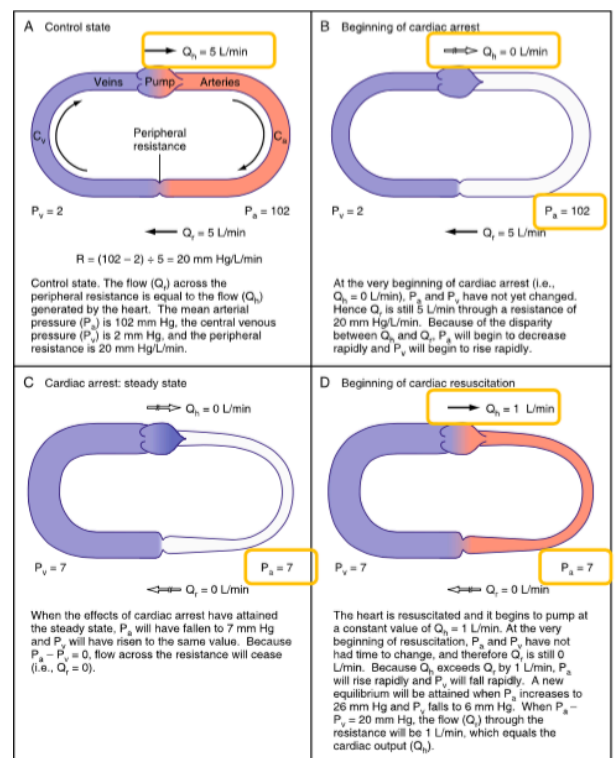 A Control state
Qh = 5 L/min
Veins Pump Arteries
Cv
Ca
Peripheral
resistance
Pv = 2
Pa = 102
Qr = 5 L/min
R = (102 − 2) ÷ 5 = 20 mm Hg/L/min
Control state. The flow (Qr) across the
peripheral resistance is equal to the flow (Qh)
generated by the heart. The mean arterial
pressure (Pa) is 102 mm Hg, the central venous
pressure (Pv) is 2 mm Hg, and the peripheral
resistance is 20 mm Hg/L/min.
B Beginning of cardiac arrest
Qh = 0 L/min
Pv = 2
Pa = 102
Qr = 5 L/min
At the very beginning of cardiac arrest (i.e.,
Qh = 0 L/min), Pa and Pv have not yet changed.
Hence Qr is still 5 L/min through a resistance of
20 mm Hg/L/min. Because of the disparity
between Qh and Qr, Pa will begin to decrease
rapidly and Pv will begin to rise rapidly.
C Cardiac arrest: steady state
Qh = 0 L/min
Pv = 7
Pa = 7
Qr = 0 L/min
When the effects of cardiac arrest have attained
the steady state, Pa will have fallen to 7 mm Hg
and Pv will have risen to the same value. Because
Pa − Pv = 0, flow across the resistance will cease
(i.e., Qr = 0).
D Beginning of cardiac resuscitation
Qh = 1 L/min
Pv = 7
Pa = 7
Qr = 0 L/min
The heart is resuscitated and it begins to pump at
a constant value of Qh = 1 L/min. At the very
beginning of resuscitation, Pa and Pv have not
had time to change, and therefore Qr is still 0
L/min. Because Qh exceeds Qr by 1 L/min, Pa
will rise rapidly and Pv will fall rapidly. A new
equilibrium will be attained when Pa increases to
26 mm Hg and Pv falls to 6 mm Hg. When Pa −
Pv = 20 mm Hg, the flow (Qr) through the
resistance will be 1 L/min, which equals the
cardiac output (Qh).